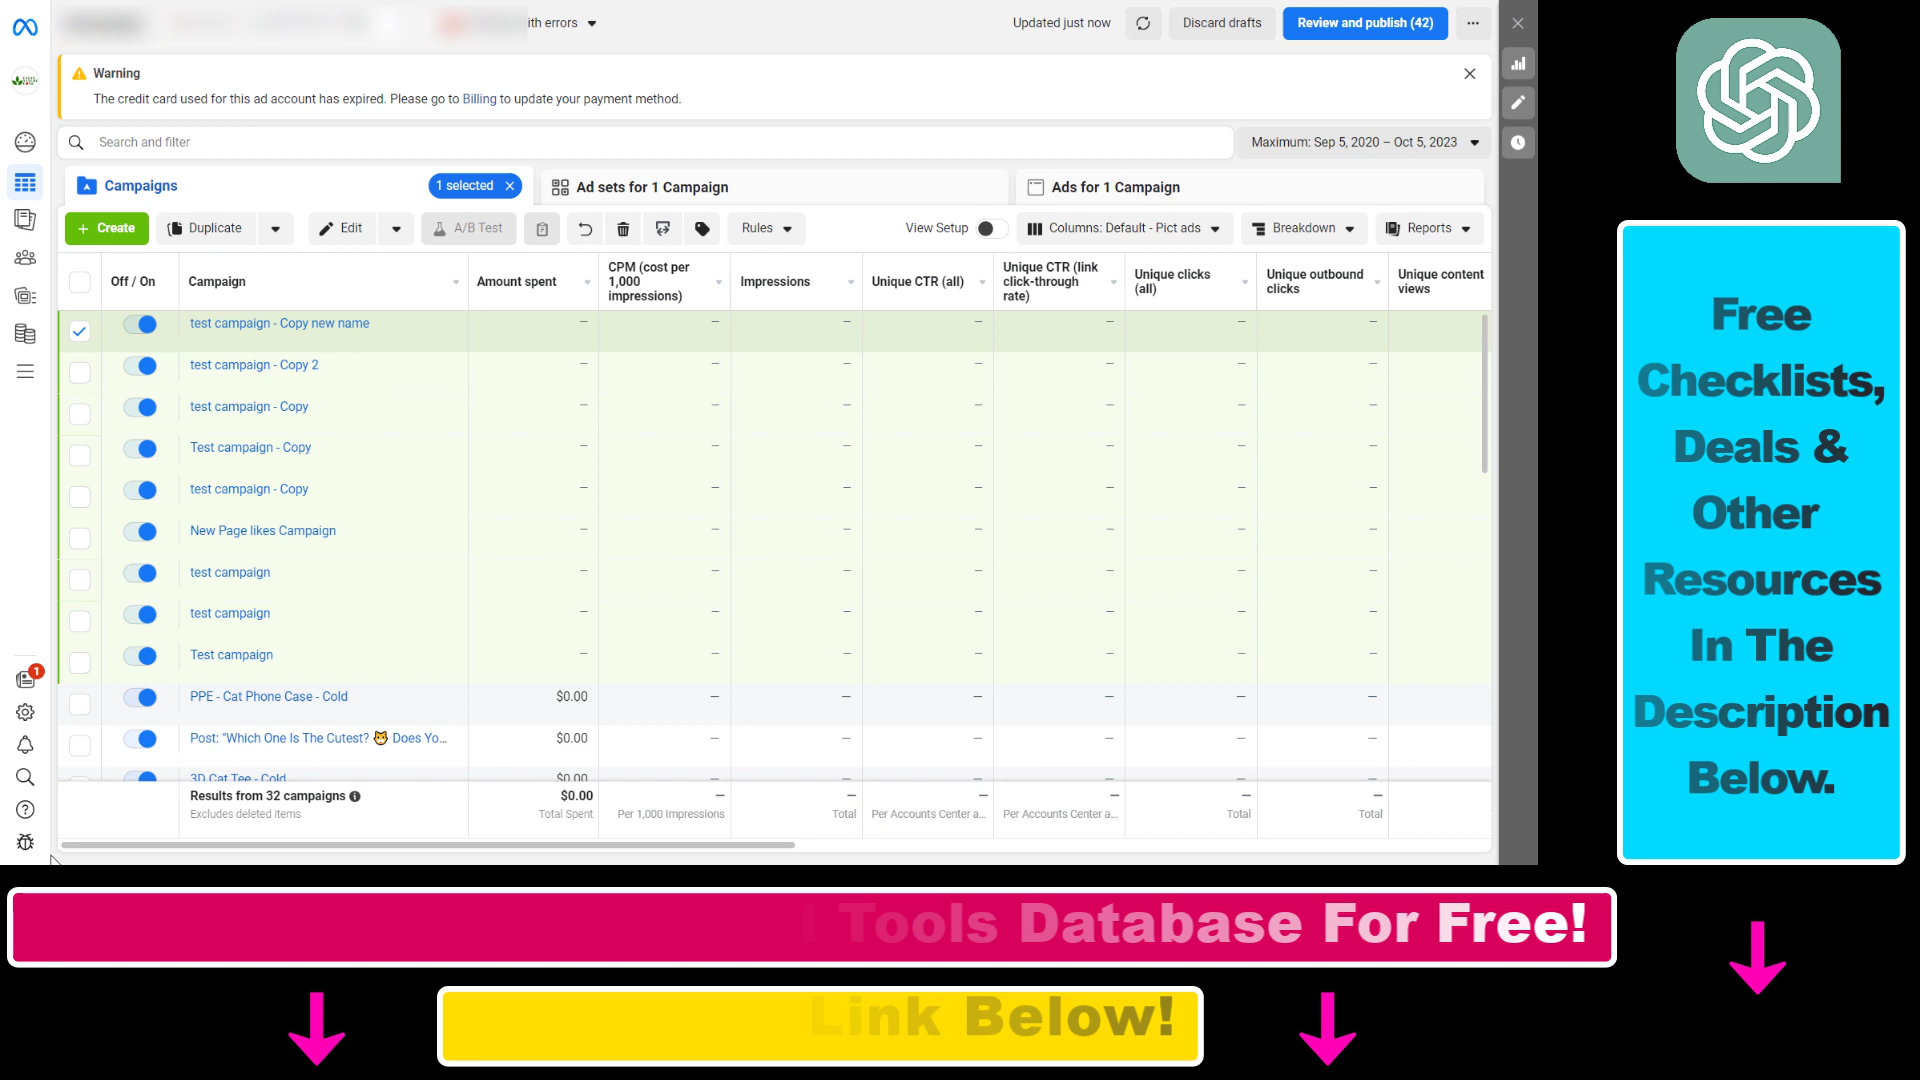 ith errors
Updated just now
Discard drafts
Review and publish (42)
Warning
The credit card used for this ad account has expired. Please go to Billing to update your payment method.
Search and filter
Maximum: Sep 5, 2020 – Oct 5, 2023
Campaigns
1 selected
Ad sets for 1 Campaign
Ads for 1 Campaign
+ Create
Duplicate
Edit
A/B Test
Rules
View Setup
Columns: Default - Pict ads
Breakdown
Reports
Off / On
Campaign
Amount spent
CPM (cost per 1,000 impressions)
Impressions
Unique CTR (all)
Unique CTR (link click-through rate)
Unique clicks (all)
Unique outbound clicks
Unique content views
test campaign - Copy new name – – – – – – –
test campaign - Copy 2 – – – – – – –
test campaign - Copy – – – – – – –
Test campaign - Copy – – – – – – –
test campaign - Copy – – – – – – –
New Page likes Campaign – – – – – – –
test campaign – – – – – – –
test campaign – – – – – – –
Test campaign – – – – – – –
PPE - Cat Phone Case - Cold $0.00 – – – – – –
Post: "Which One Is The Cutest? 🐱 Does Yo... $0.00 – – – – – –
3D Cat Tee - Cold $0.00 – – – – – –
Results from 32 campaigns $0.00 – – – – – –
Excludes deleted items Total Spent Per 1,000 Impressions Total Per Accounts Center a... Per Accounts Center a... Total Total
1
Free
Checklists,
Deals &
Other
Resources
In The
Description
Below.
I Tools Database For Free!
Link Below!